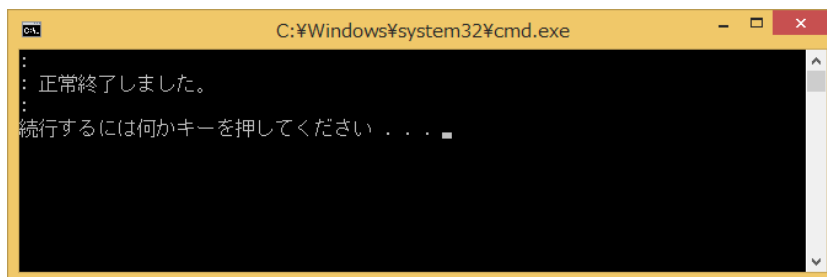 C:¥Windows¥system32¥cmd.exe
:
: 正常終了しました。
:
続行するには何かキーを押してください . . .